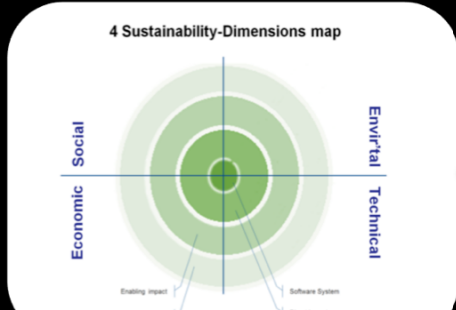 4 Sustainability-Dimensions map
Social
Envir'tal
Economic
Technical
Enabling impact
Software System